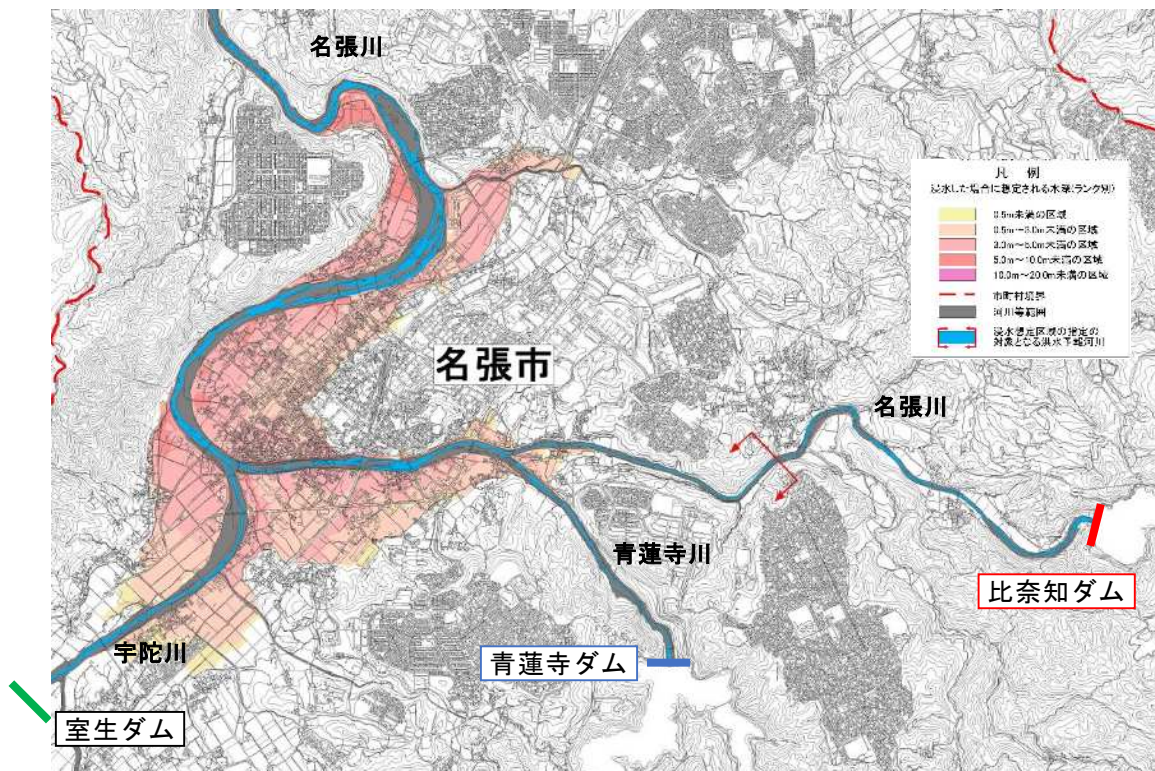 名張川
凡 例
浸水した場合に想定される水深(ランク別)
0.5m未満の区域
0.5m~3.0m未満の区域
3.0m~5.0m未満の区域
5.0m~10.0m未満の区域
10.0m~20.0m未満の区域
市町村境界
河川等範囲
浸水想定区域の指定の
対象となる洪水予報河川
名張市
名張川
青蓮寺川
比奈知ダム
宇陀川
青蓮寺ダム
室生ダム